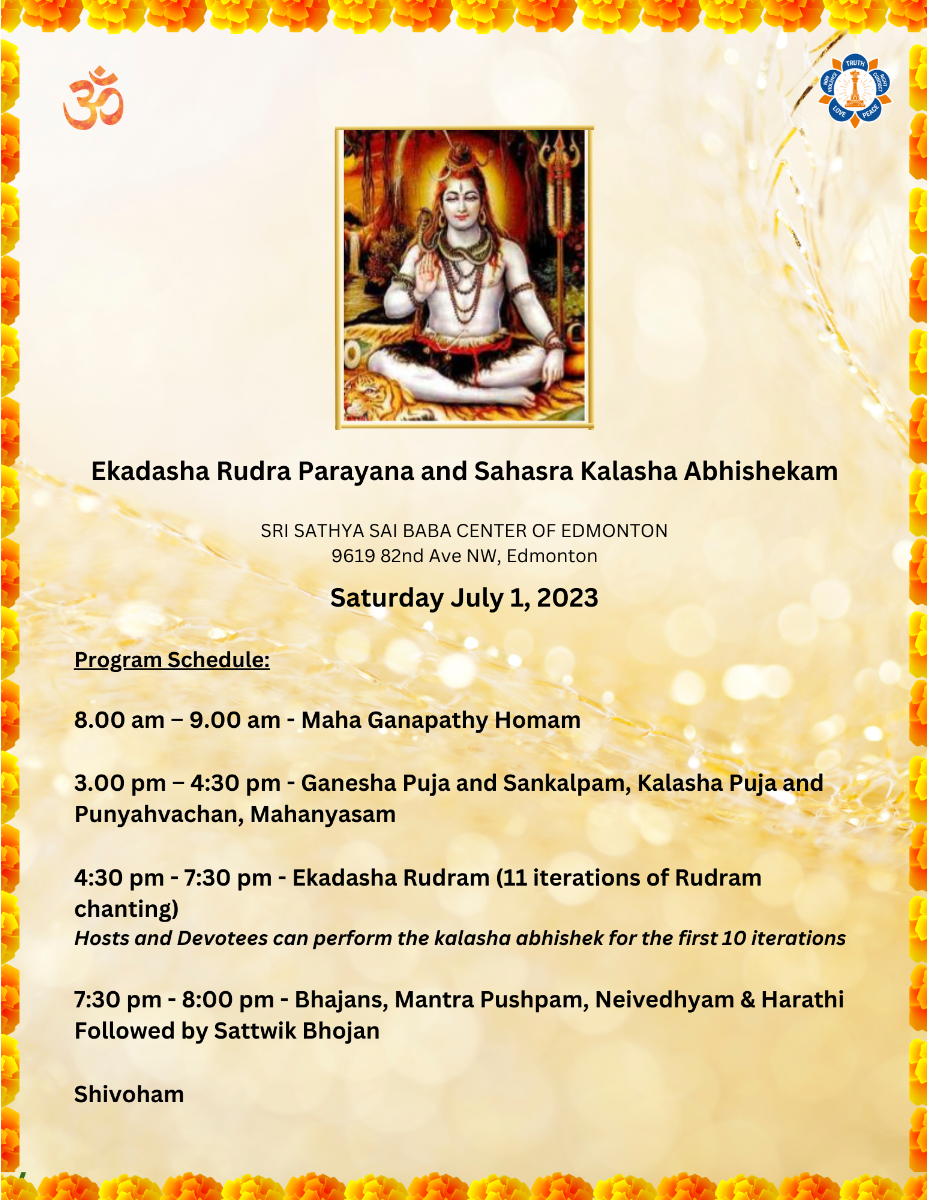 ॐ
TRUTH
RIGHT CONDUCT
PEACE
LOVE
NON VIOLENCE
Ekadasha Rudra Parayana and Sahasra Kalasha Abhishekam
SRI SATHYA SAI BABA CENTER OF EDMONTON
9619 82nd Ave NW, Edmonton
Saturday July 1, 2023
Program Schedule:
8.00 am – 9.00 am - Maha Ganapathy Homam
3.00 pm – 4:30 pm - Ganesha Puja and Sankalpam, Kalasha Puja and
Punyahvachan, Mahanyasam
4:30 pm - 7:30 pm - Ekadasha Rudram (11 iterations of Rudram
chanting)
Hosts and Devotees can perform the kalasha abhishek for the first 10 iterations
7:30 pm - 8:00 pm - Bhajans, Mantra Pushpam, Neivedhyam & Harathi
Followed by Sattwik Bhojan
Shivoham